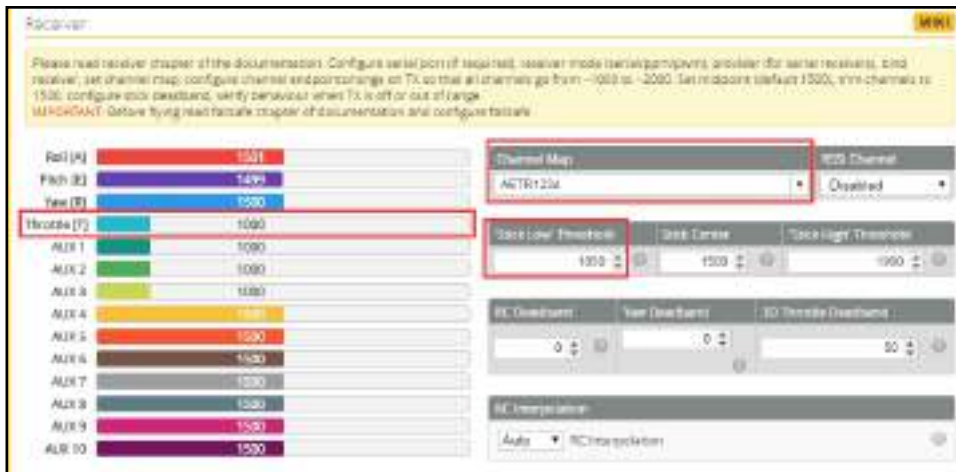 Receiver
WIKI
Please read receiver chapter of the documentation. Configure serial port (if required), receiver mode (serial/ppm/pwm), provider (for serial receivers), bind
receiver, set channel map, configure channel endpoints/range on TX so that all channels go from ~1000 to ~2000. Set midpoint (default 1500), trim channels to
1500, configure stick deadband, verify behaviour when TX is off or out of range.
IMPORTANT: Before flying read failsafe chapter of documentation and configure failsafe.
Roll [A] 1501
Pitch [E] 1499
Yaw [R] 1500
Throttle [T] 1000
AUX 1 1000
AUX 2 1000
AUX 3 1000
AUX 4 1500
AUX 5 1500
AUX 6 1500
AUX 7 1500
AUX 8 1500
AUX 9 1500
AUX 10 1500
Channel Map
RSSI Channel
AETR1234
Disabled
'Stick Low' Threshold
Stick Center
'Stick High' Threshold
1050
1500
1900
RC Deadband
Yaw Deadband
3D Throttle Deadband
0
0
50
RC Interpolation
Auto
RC Interpolation